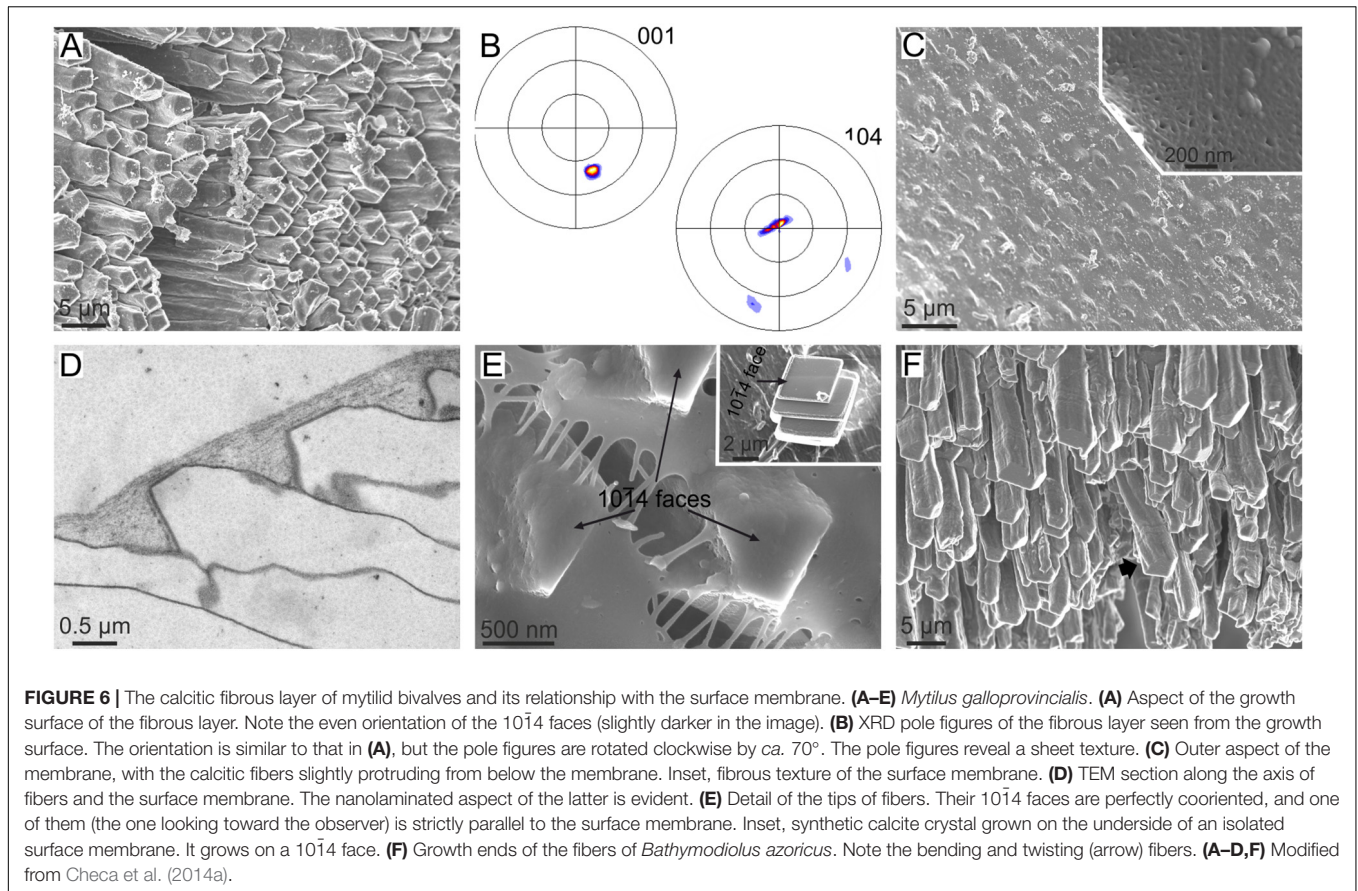 A
5 µm
B
001
104
C
200 nm
5 µm
D
0.5 µm
E
101̄4 face
2 µm
101̄4 faces
500 nm
F
5 µm
FIGURE 6 | The calcitic fibrous layer of mytilid bivalves and its relationship with the surface membrane. (A–E) Mytilus galloprovincialis. (A) Aspect of the growth
surface of the fibrous layer. Note the even orientation of the 101̄4 faces (slightly darker in the image). (B) XRD pole figures of the fibrous layer seen from the growth
surface. The orientation is similar to that in (A), but the pole figures are rotated clockwise by ca. 70°. The pole figures reveal a sheet texture. (C) Outer aspect of the
membrane, with the calcitic fibers slightly protruding from below the membrane. Inset, fibrous texture of the surface membrane. (D) TEM section along the axis of
fibers and the surface membrane. The nanolaminated aspect of the latter is evident. (E) Detail of the tips of fibers. Their 101̄4 faces are perfectly cooriented, and one
of them (the one looking toward the observer) is strictly parallel to the surface membrane. Inset, synthetic calcite crystal grown on the underside of an isolated
surface membrane. It grows on a 101̄4 face. (F) Growth ends of the fibers of Bathymodiolus azoricus. Note the bending and twisting (arrow) fibers. (A–D,F) Modified
from Checa et al. (2014a).